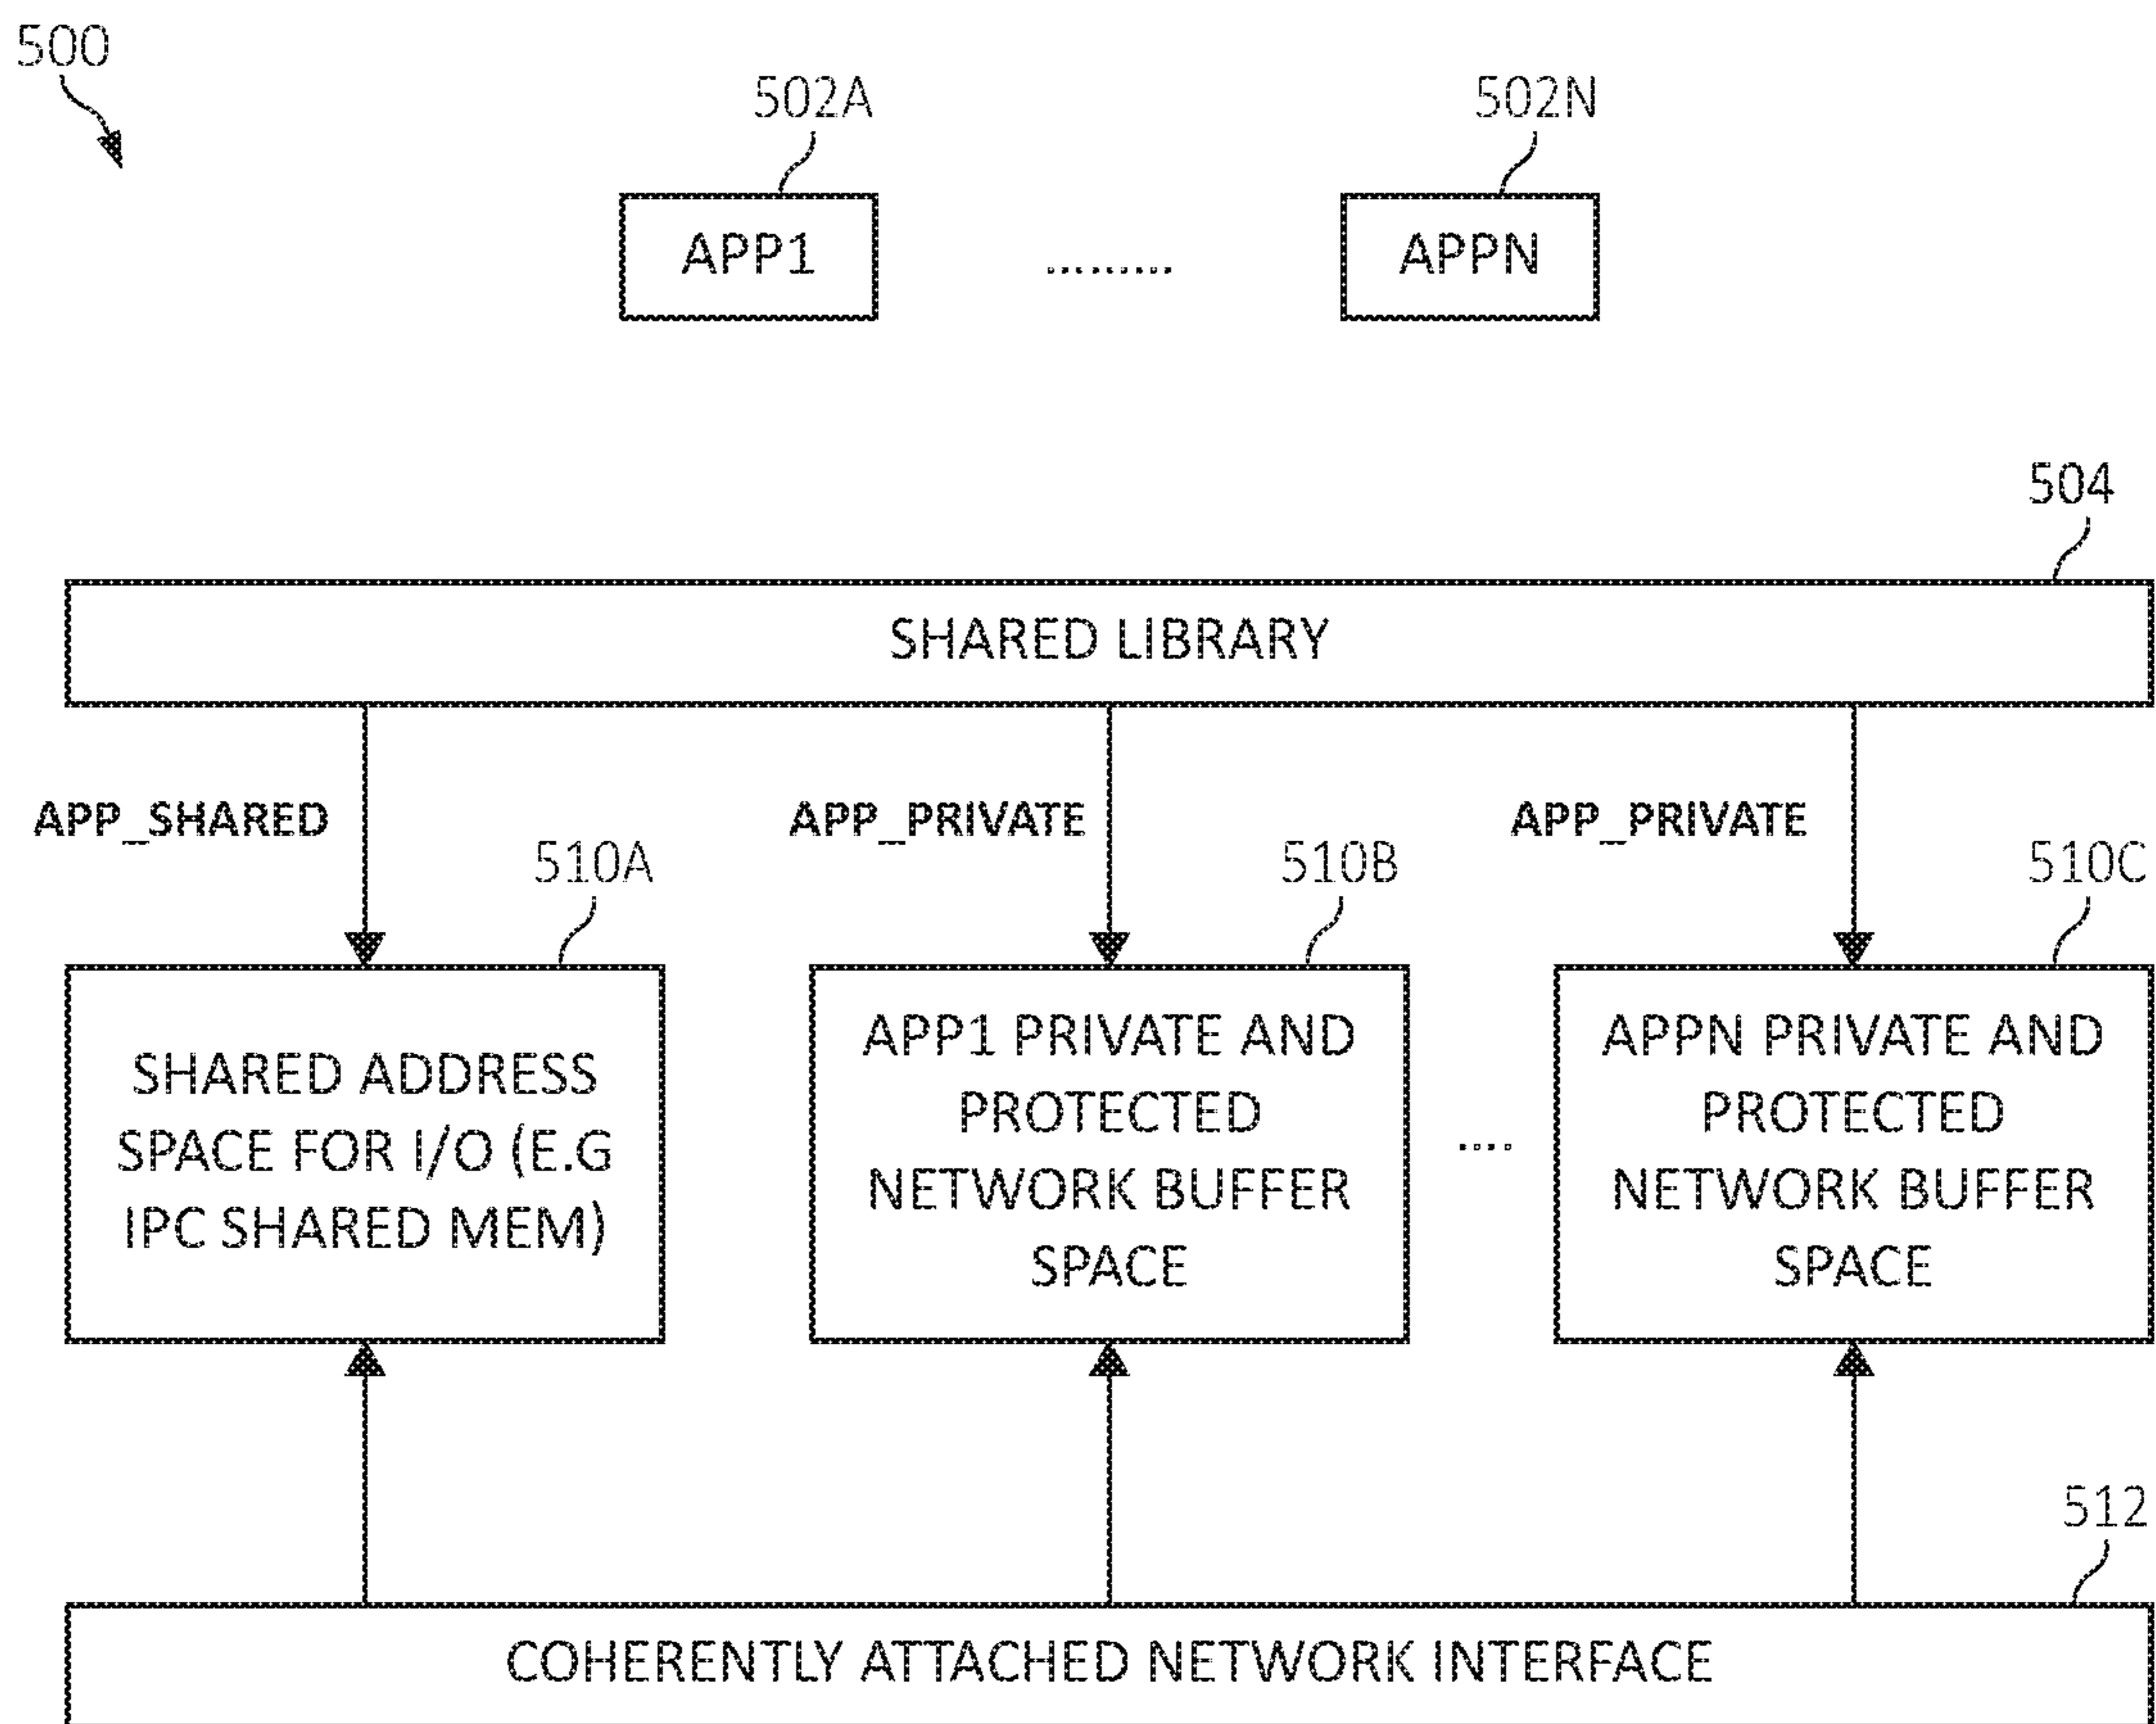 500
502A
502N
APP1
.........
APPN
504
SHARED LIBRARY
APP_SHARED
APP_PRIVATE
APP_PRIVATE
510A
510B
510C
SHARED ADDRESS
SPACE FOR I/O (E.G
IPC SHARED MEM)
APP1 PRIVATE AND
PROTECTED
NETWORK BUFFER
SPACE
....
APPN PRIVATE AND
PROTECTED
NETWORK BUFFER
SPACE
512
COHERENTLY ATTACHED NETWORK INTERFACE